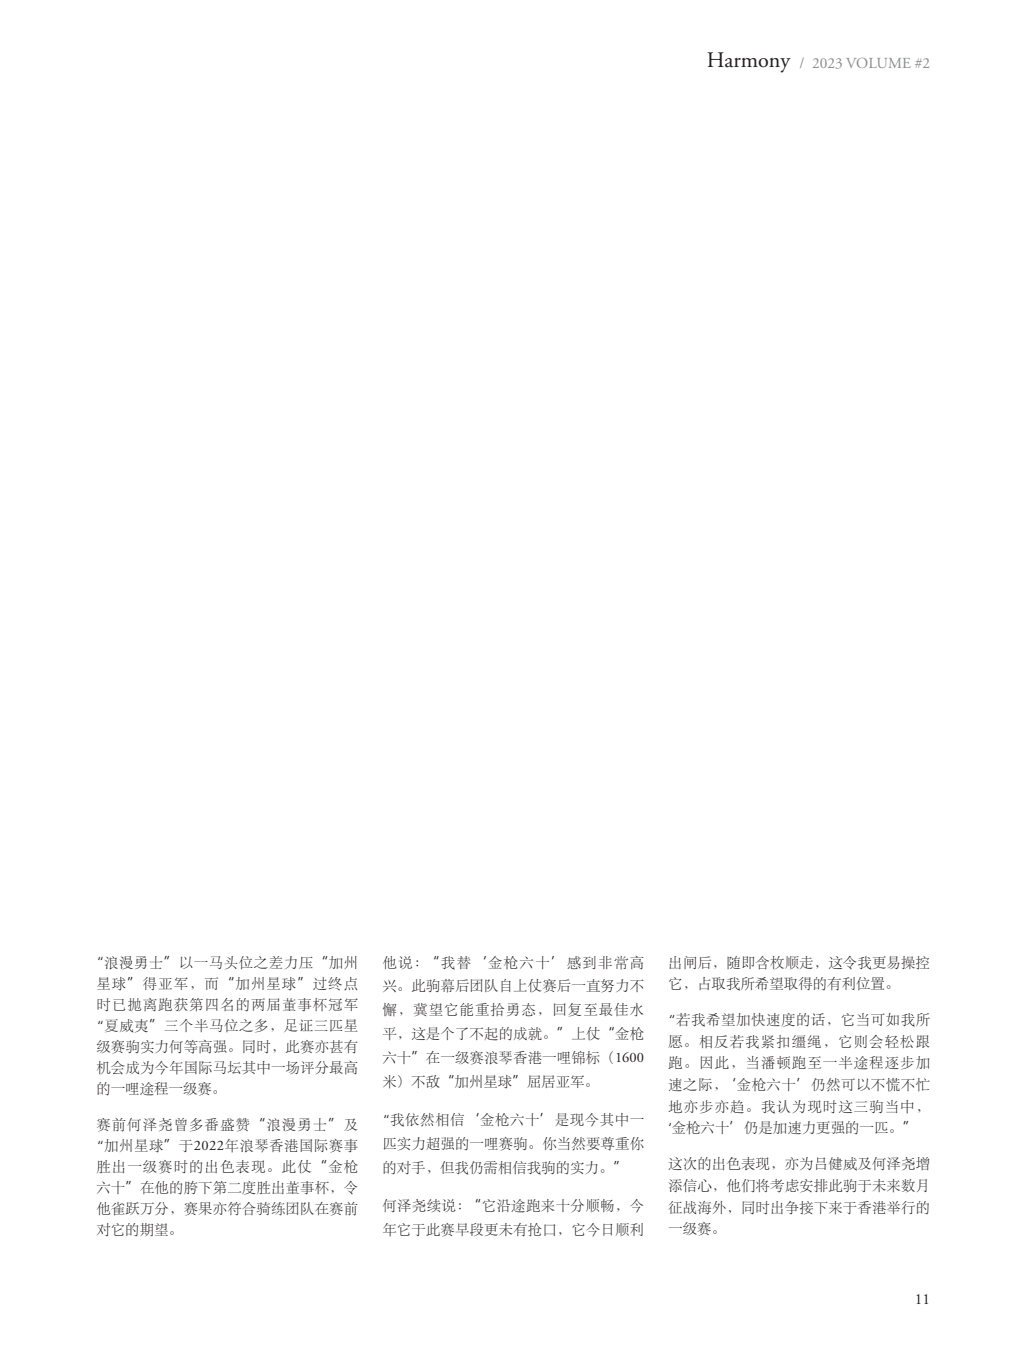 Harmony / 2023 VOLUME #2
“浪漫勇士”以一马头位之差力压“加州
星球”得亚军，而“加州星球”过终点
时已抛离跑获第四名的两届董事杯冠军
“夏威夷”三个半马位之多，足证三匹星
级赛驹实力何等高强。同时，此赛亦甚有
机会成为今年国际马坛其中一场评分最高
的一哩途程一级赛。
赛前何泽尧曾多番盛赞“浪漫勇士”及
“加州星球”于2022年浪琴香港国际赛事
胜出一级赛时的出色表现。此仗“金枪
六十”在他的胯下第二度胜出董事杯，令
他雀跃万分，赛果亦符合骑练团队在赛前
对它的期望。
他说：“我替‘金枪六十’感到非常高
兴。此驹幕后团队自上仗赛后一直努力不
懈，冀望它能重拾勇态，回复至最佳水
平，这是个了不起的成就。”上仗“金枪
六十”在一级赛浪琴香港一哩锦标（1600
米）不敌“加州星球”屈居亚军。
“我依然相信‘金枪六十’是现今其中一
匹实力超强的一哩赛驹。你当然要尊重你
的对手，但我仍需相信我驹的实力。”
何泽尧续说：“它沿途跑来十分顺畅，今
年它于此赛早段更未有抢口，它今日顺利
出闸后，随即含枚顺走，这令我更易操控
它，占取我所希望取得的有利位置。
“若我希望加快速度的话，它当可如我所
愿。相反若我紧扣缰绳，它则会轻松跟
跑。因此，当潘顿跑至一半途程逐步加
速之际，‘金枪六十’仍然可以不慌不忙
地亦步亦趋。我认为现时这三驹当中，
‘金枪六十’仍是加速力更强的一匹。”
这次的出色表现，亦为吕健威及何泽尧增
添信心，他们将考虑安排此驹于未来数月
征战海外，同时出争接下来于香港举行的
一级赛。
11